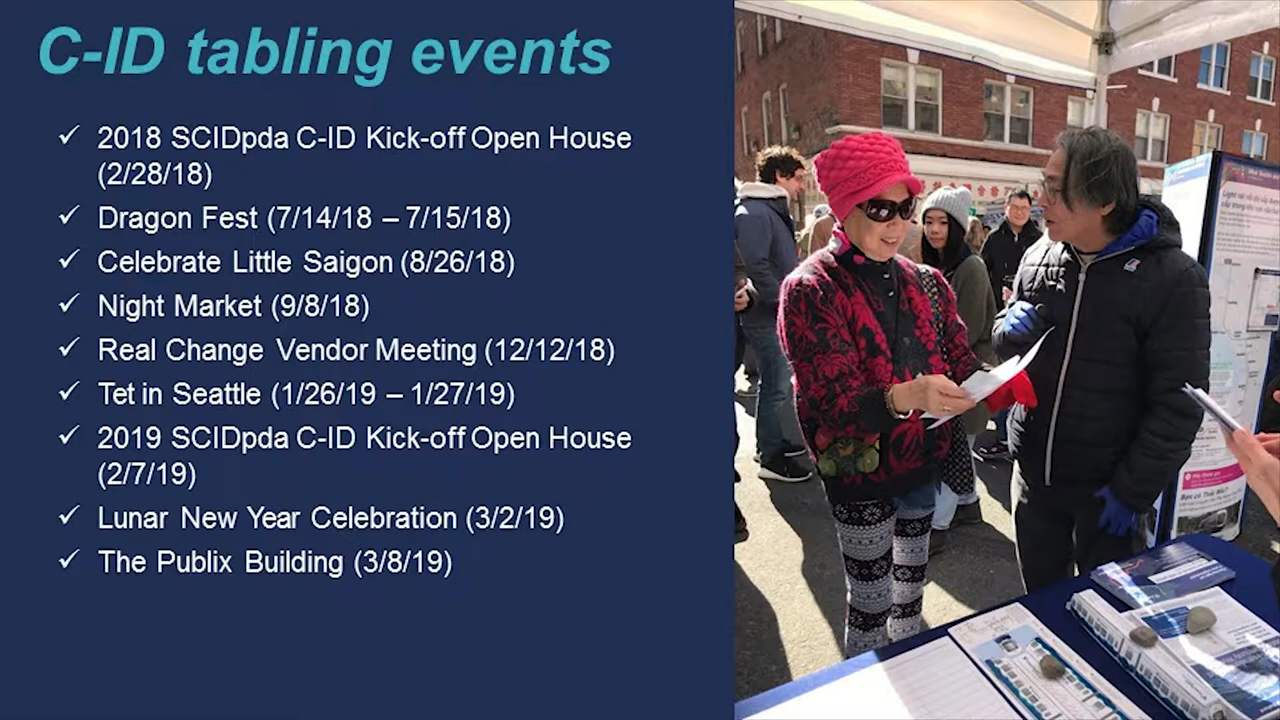 C-ID tabling events
✓ 2018 SCIDpda C-ID Kick-off Open House
(2/28/18)
✓ Dragon Fest (7/14/18 – 7/15/18)
✓ Celebrate Little Saigon (8/26/18)
✓ Night Market (9/8/18)
✓ Real Change Vendor Meeting (12/12/18)
✓ Tet in Seattle (1/26/19 – 1/27/19)
✓ 2019 SCIDpda C-ID Kick-off Open House
(2/7/19)
✓ Lunar New Year Celebration (3/2/19)
✓ The Publix Building (3/8/19)